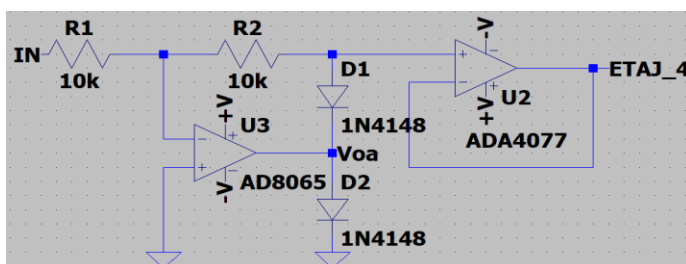 R1
R2
IN
10k
10k
D1
-V
+V
U2
ETAJ_4
+V
U3
1N4148
ADA4077
Voa
-V
AD8065
D2
1N4148